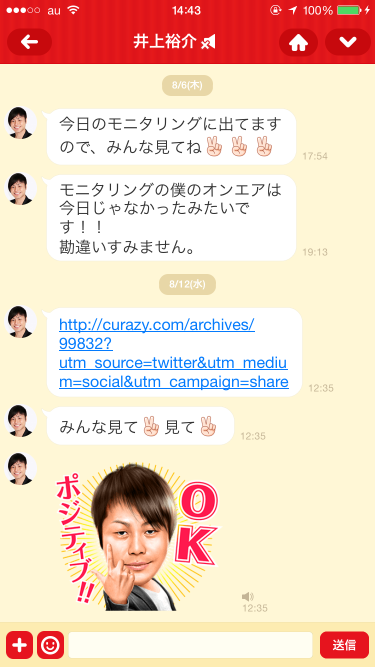 au 14:43 100%
井上裕介
8/6(木)
今日のモニタリングに出てます
ので、みんな見てね✌✌✌
17:54
モニタリングの僕のオンエアは
今日じゃなかったみたいで
す！！
勘違いすみません。
19:13
8/12(水)
http://curazy.com/archives/
99832?
utm_source=twitter&utm_mediu
m=social&utm_campaign=share
12:35
みんな見て✌見て✌
12:35
OK
ポジティブ!!
12:35
送信